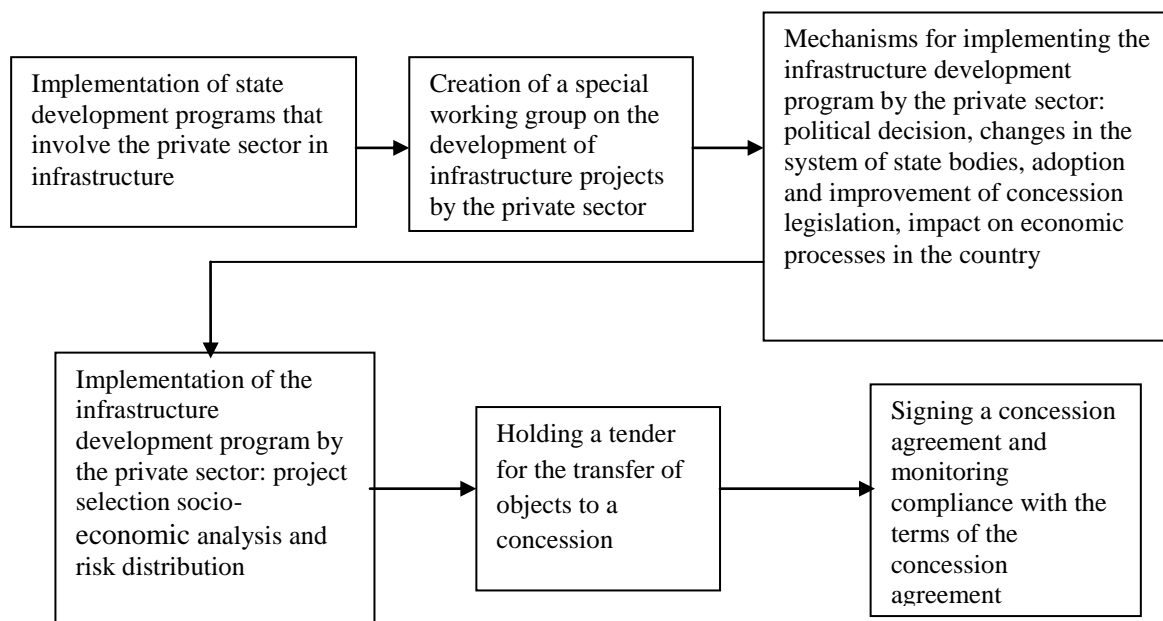 Implementation of state
development programs that
involve the private sector in
infrastructure
Creation of a special
working group on the
development of
infrastructure projects
by the private sector
Mechanisms for implementing the
infrastructure development
program by the private sector:
political decision, changes in the
system of state bodies, adoption
and improvement of concession
legislation, impact on economic
processes in the country
Implementation of the
infrastructure
development program by
the private sector: project
selection socio-
economic analysis and
risk distribution
Holding a tender
for the transfer of
objects to a
concession
Signing a concession
agreement and
monitoring
compliance with the
terms of the
concession
agreement